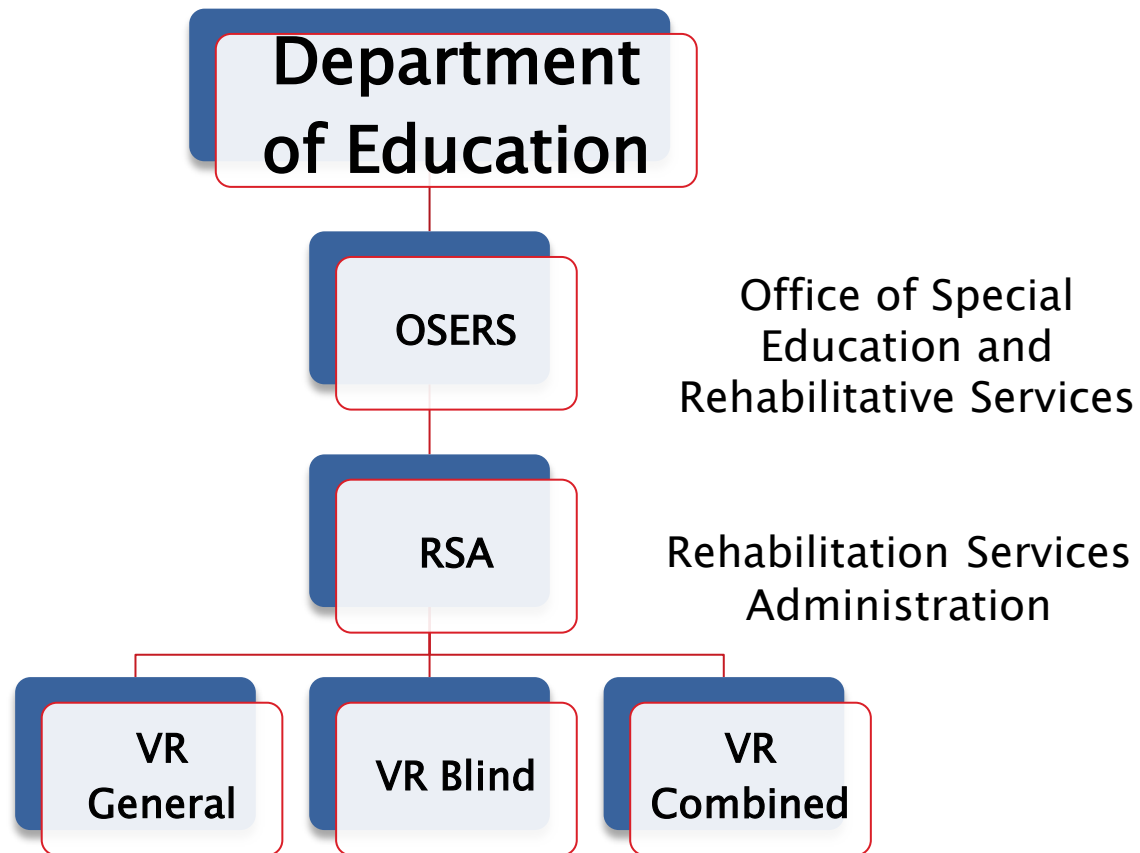 Department
of Education
OSERS
Office of Special
Education and
Rehabilitative Services
RSA
Rehabilitation Services
Administration
VR
General
VR Blind
VR
Combined